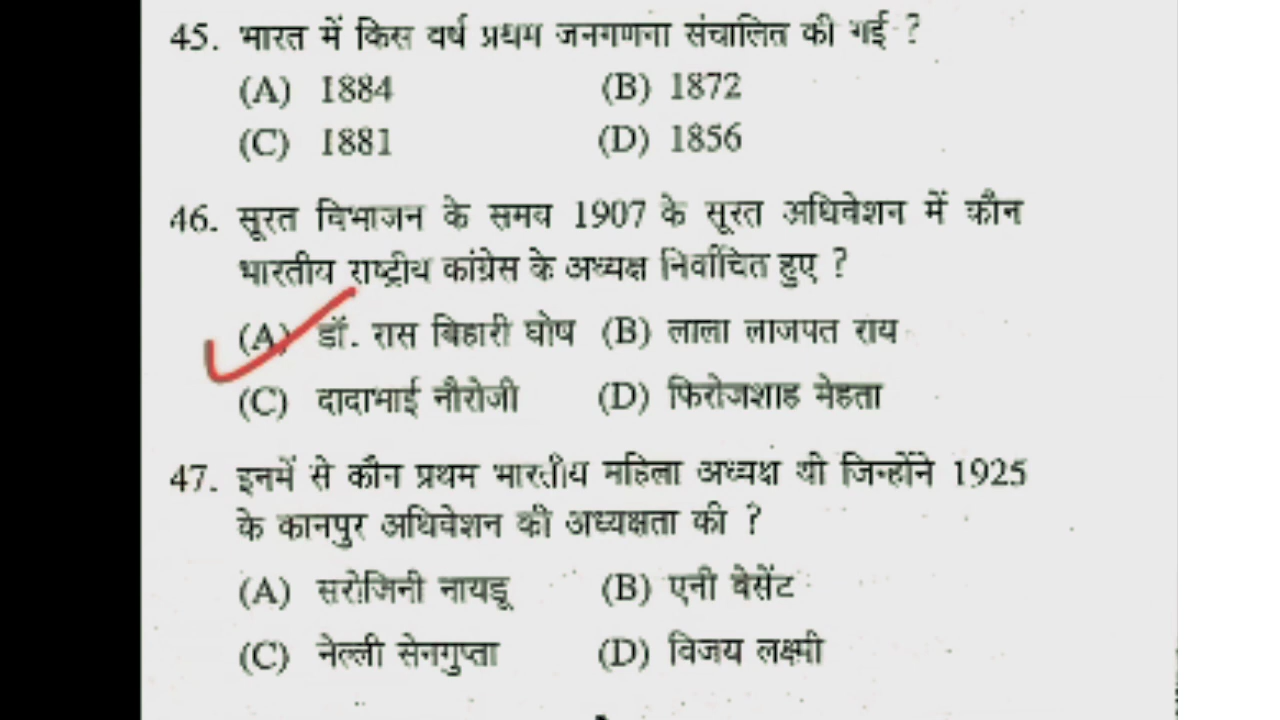 45. भारत में किस वर्ष प्रथम जनगणना संचालित की गई ?
(A) 1884 (B) 1872
(C) 1881 (D) 1856
46. सूरत विभाजन के समय 1907 के सूरत अधिवेशन में कौन
भारतीय राष्ट्रीय कांग्रेस के अध्यक्ष निर्वाचित हुए ?
(A) डॉ. रास बिहारी घोष (B) लाला लाजपत राय
(C) दादाभाई नौरोजी (D) फिरोजशाह मेहता
47. इनमें से कौन प्रथम भारतीय महिला अध्यक्ष थी जिन्होंने 1925
के कानपुर अधिवेशन की अध्यक्षता की ?
(A) सरोजिनी नायडू (B) एनी बेसेंट
(C) नेल्ली सेनगुप्ता (D) विजय लक्ष्मी